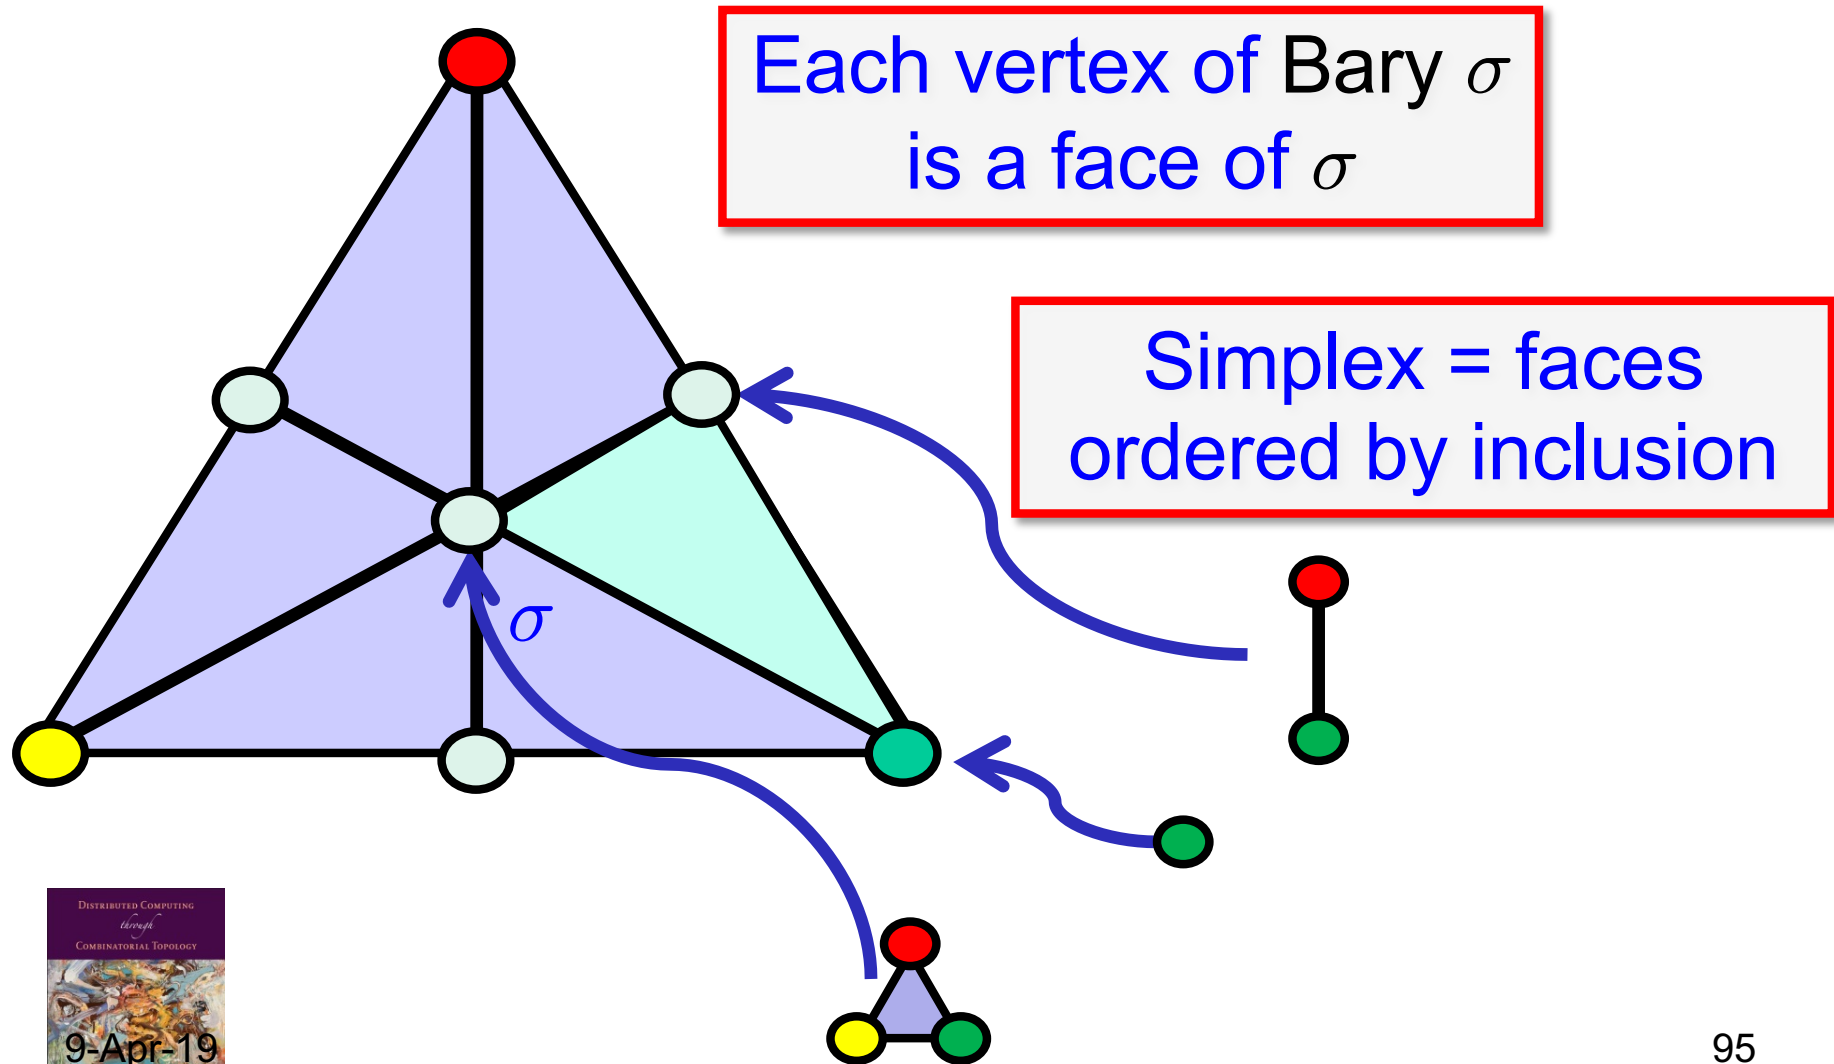 Each vertex of Bary σ
is a face of σ
Simplex = faces
ordered by inclusion
σ
DISTRIBUTED COMPUTING
through
COMBINATORIAL TOPOLOGY
9-Apr-19
95